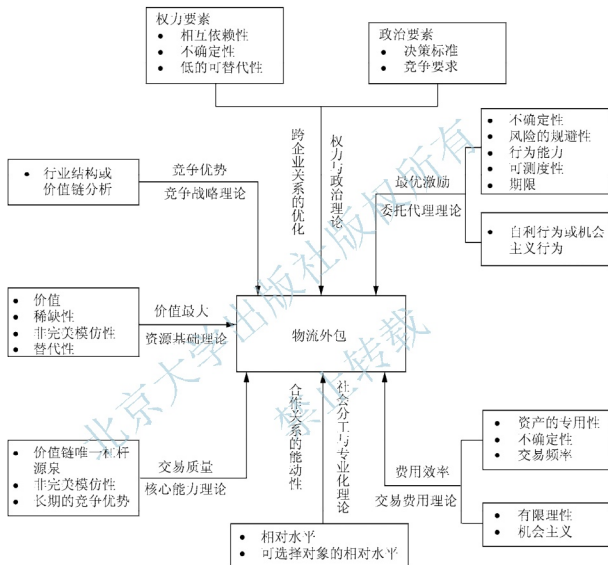 权力要素
• 相互依赖性
• 不确定性
• 低的可替代性
政治要素
• 决策标准
• 竞争要求
跨企业关系的优化
权力与政治理论
• 行业结构或
价值链分析
竞争优势
竞争战略理论
• 不确定性
• 风险的规避性
• 行为能力
• 可测度性
• 期限
最优激励
委托代理理论
• 自利行为或机会
主义行为
• 价值
• 稀缺性
• 非完美模仿性
• 替代性
价值最大
资源基础理论
物流外包
• 价值链唯一杠杆
源泉
• 非完美模仿性
• 长期的竞争优势
交易质量
核心能力理论
合作关系的能动性
社会分工与专业化理论
• 相对水平
• 可选择对象的相对水平
费用效率
交易费用理论
• 资产的专用性
• 不确定性
• 交易频率
• 有限理性
• 机会主义
北京大学出版社版权所有
禁止转载